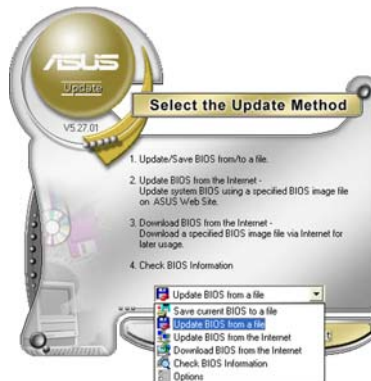 ASUS
Update
V5.27.01
Select the Update Method
1. Update/Save BIOS from/to a file.
2. Update BIOS from the Internet -
Update system BIOS using a specified BIOS image file
on ASUS Web Site.
3. Download BIOS from the Internet -
Download a specified BIOS image file via Internet for
later usage.
4. Check BIOS Information
Update BIOS from a file
Save current BIOS to a file
Update BIOS from a file
Update BIOS from the Internet
Download BIOS from the Internet
Check BIOS Information
Options